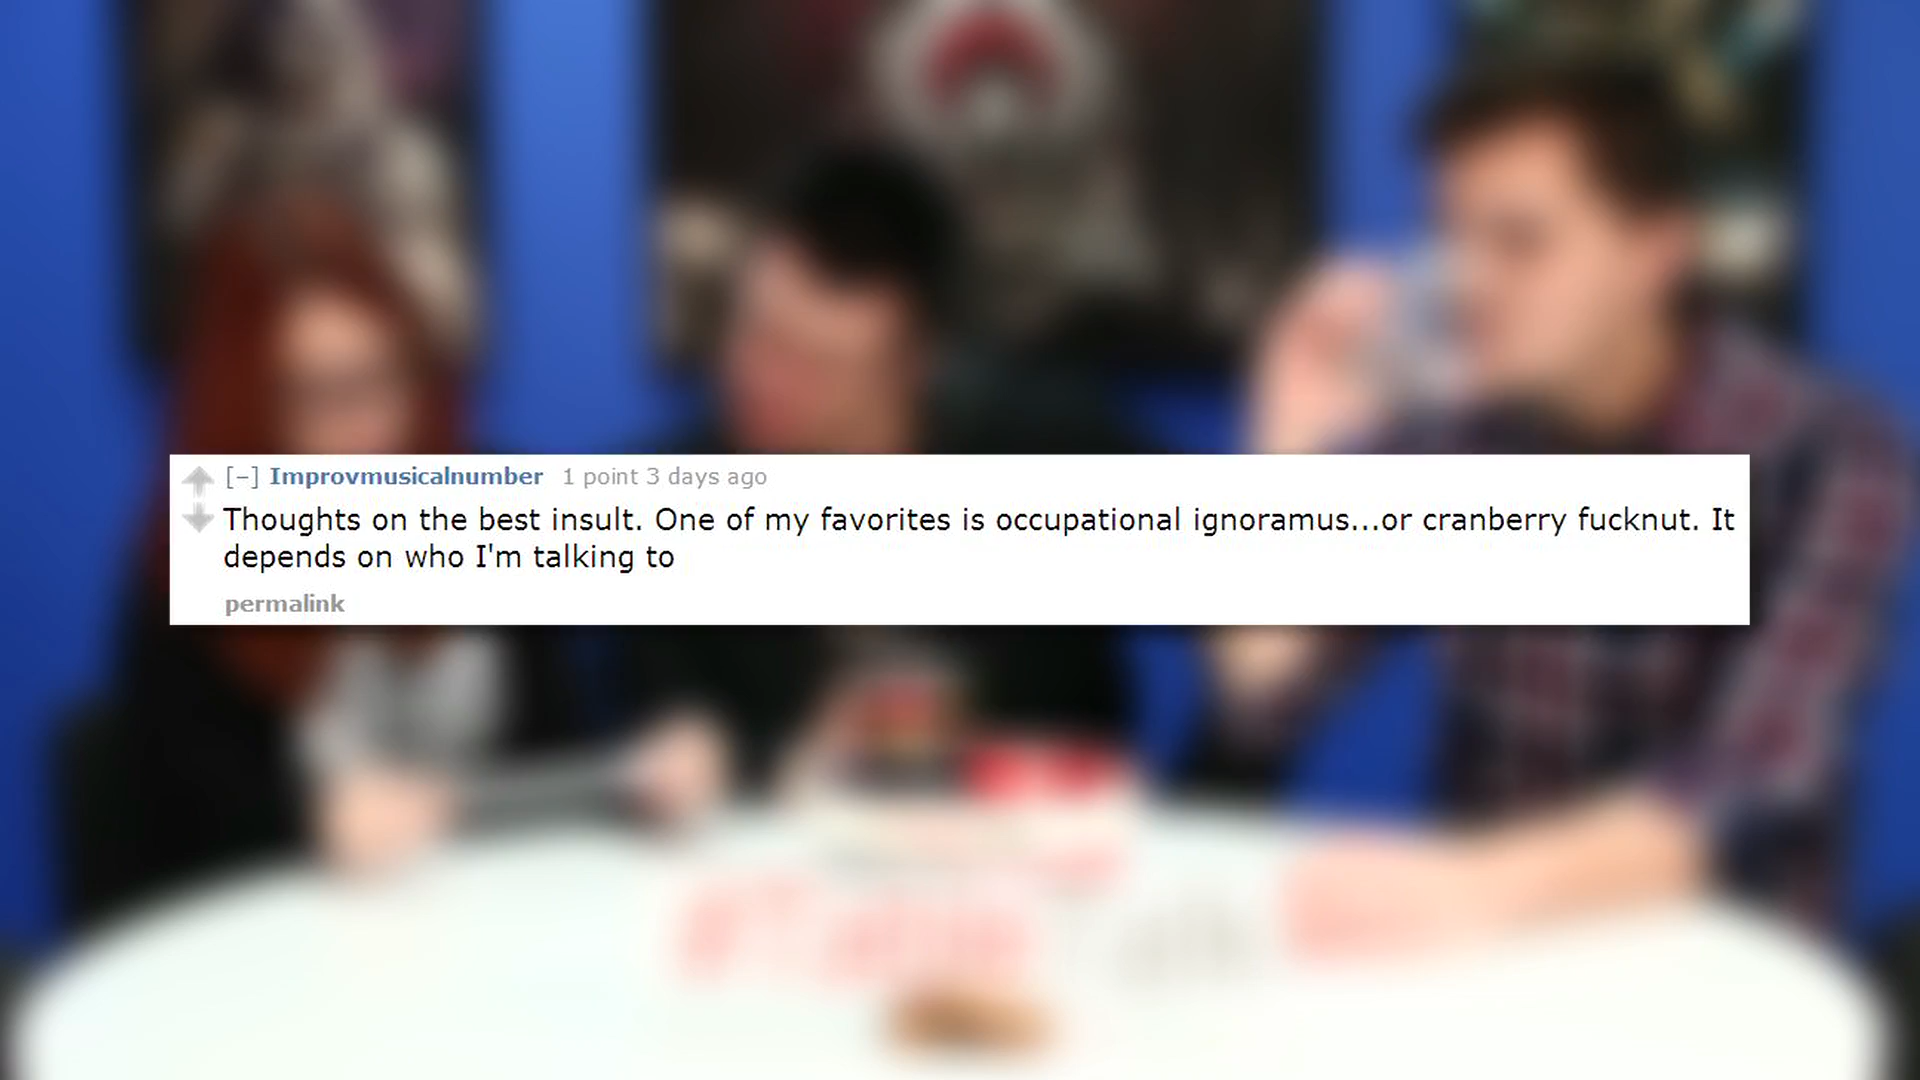 [–] Improvmusicalnumber 1 point 3 days ago
Thoughts on the best insult. One of my favorites is occupational ignoramus...or cranberry fucknut. It
depends on who I'm talking to
permalink